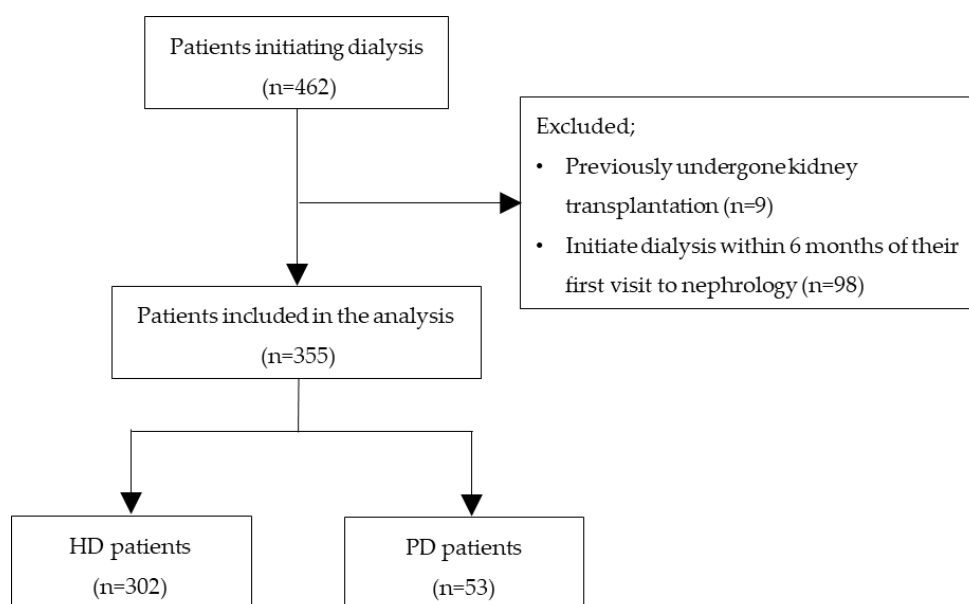 Patients initiating dialysis
(n=462)
Excluded;
• Previously undergone kidney
transplantation (n=9)
• Initiate dialysis within 6 months of their
first visit to nephrology (n=98)
Patients included in the analysis
(n=355)
HD patients
(n=302)
PD patients
(n=53)